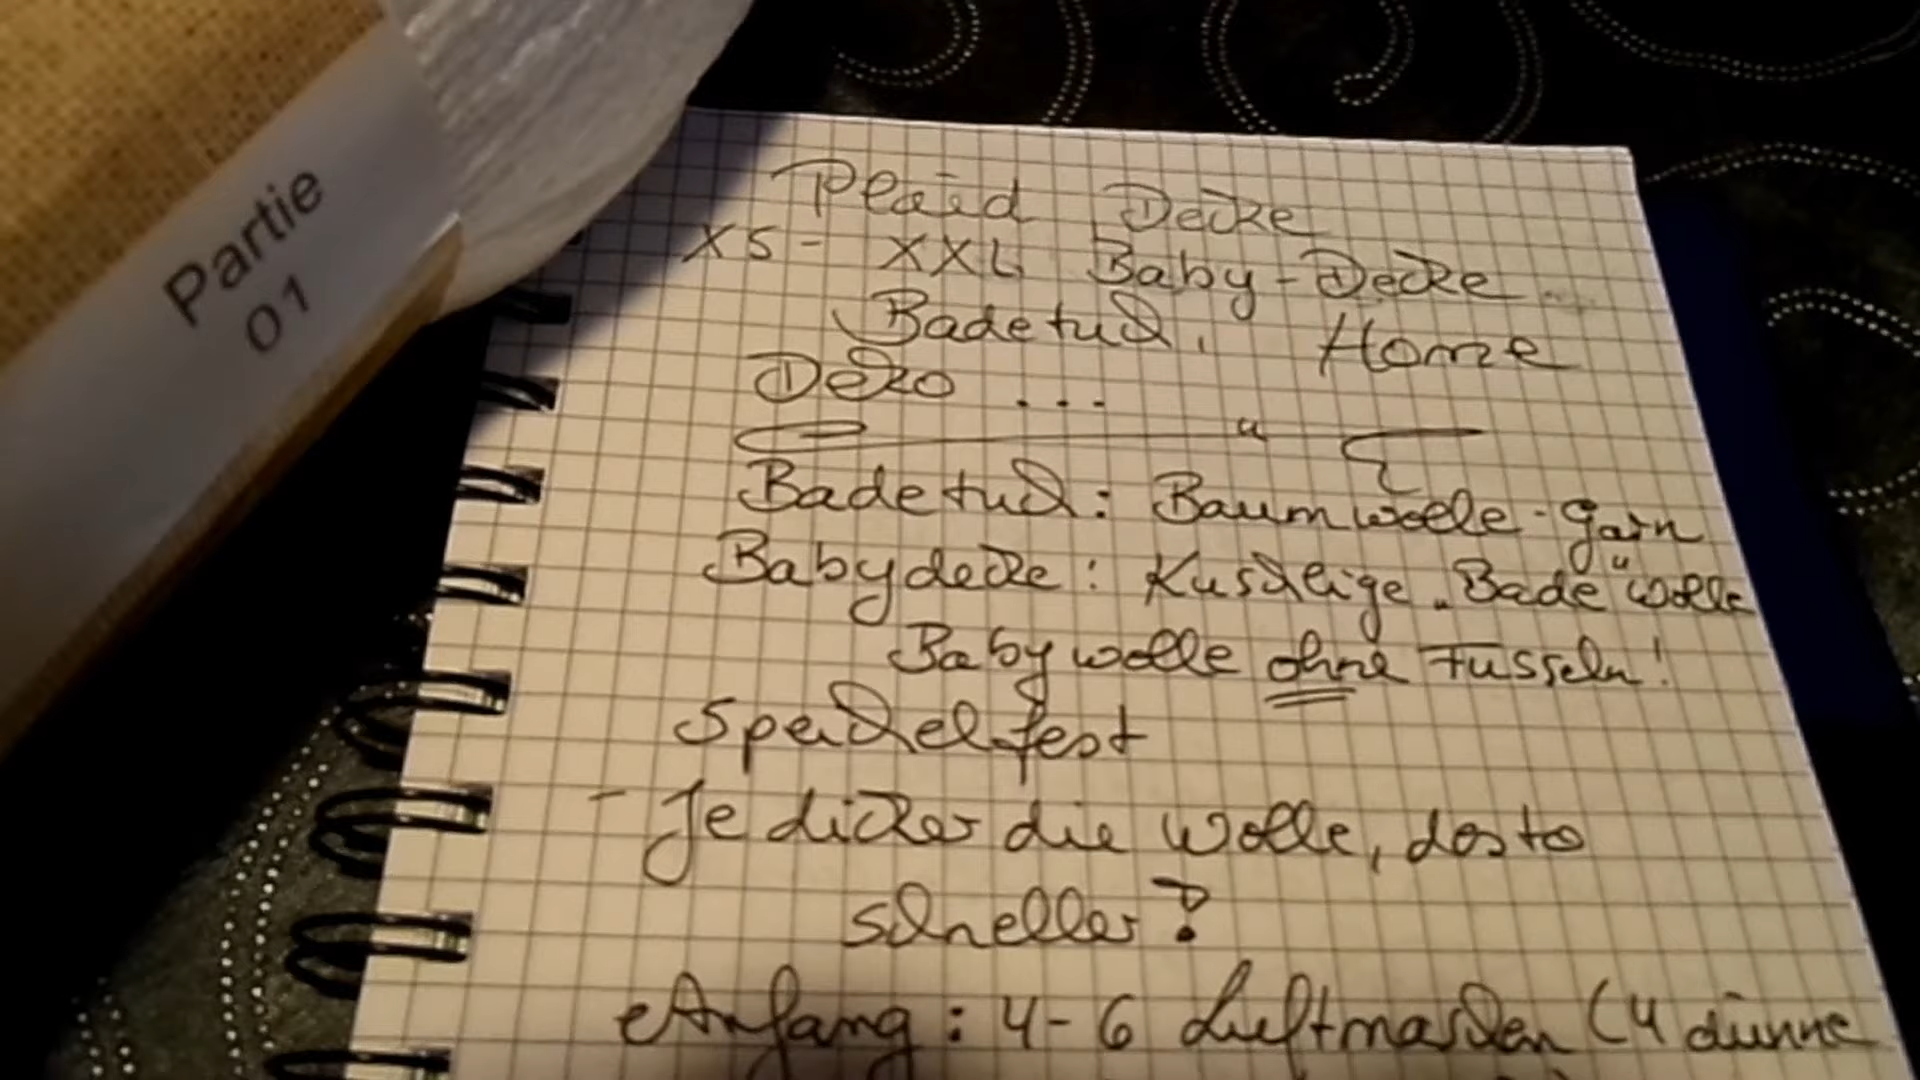 Partie
01
Plaid Decke
XS - XXL Baby-Decke
Badetuch, Home
Deko ...
Badetuch: Baumwolle-Garn
Babydecke: Kuschelige "Bade" wolle
Babywolle ohne Fusseln!
Speichelfest
- Je dicker die Wolle, desto
schneller!
Anfang: 4-6 Luftmaschen (4 dünne